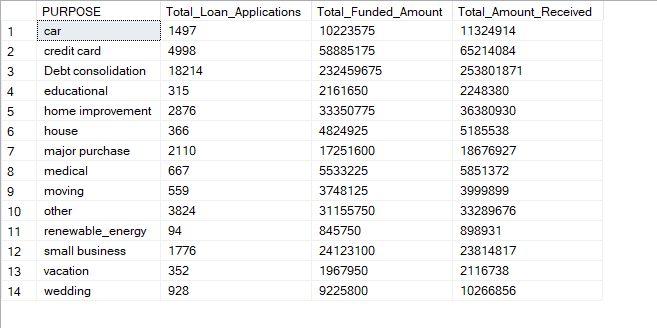 PURPOSE Total_Loan_Applications Total_Funded_Amount Total_Amount_Received
1 car 1497 10223575 11324914
2 credit card 4998 58885175 65214084
3 Debt consolidation 18214 232459675 253801871
4 educational 315 2161650 2248380
5 home improvement 2876 33350775 36380930
6 house 366 4824925 5185538
7 major purchase 2110 17251600 18676927
8 medical 667 5533225 5851372
9 moving 559 3748125 3999899
10 other 3824 31155750 33289676
11 renewable_energy 94 845750 898931
12 small business 1776 24123100 23814817
13 vacation 352 1967950 2116738
14 wedding 928 9225800 10266856